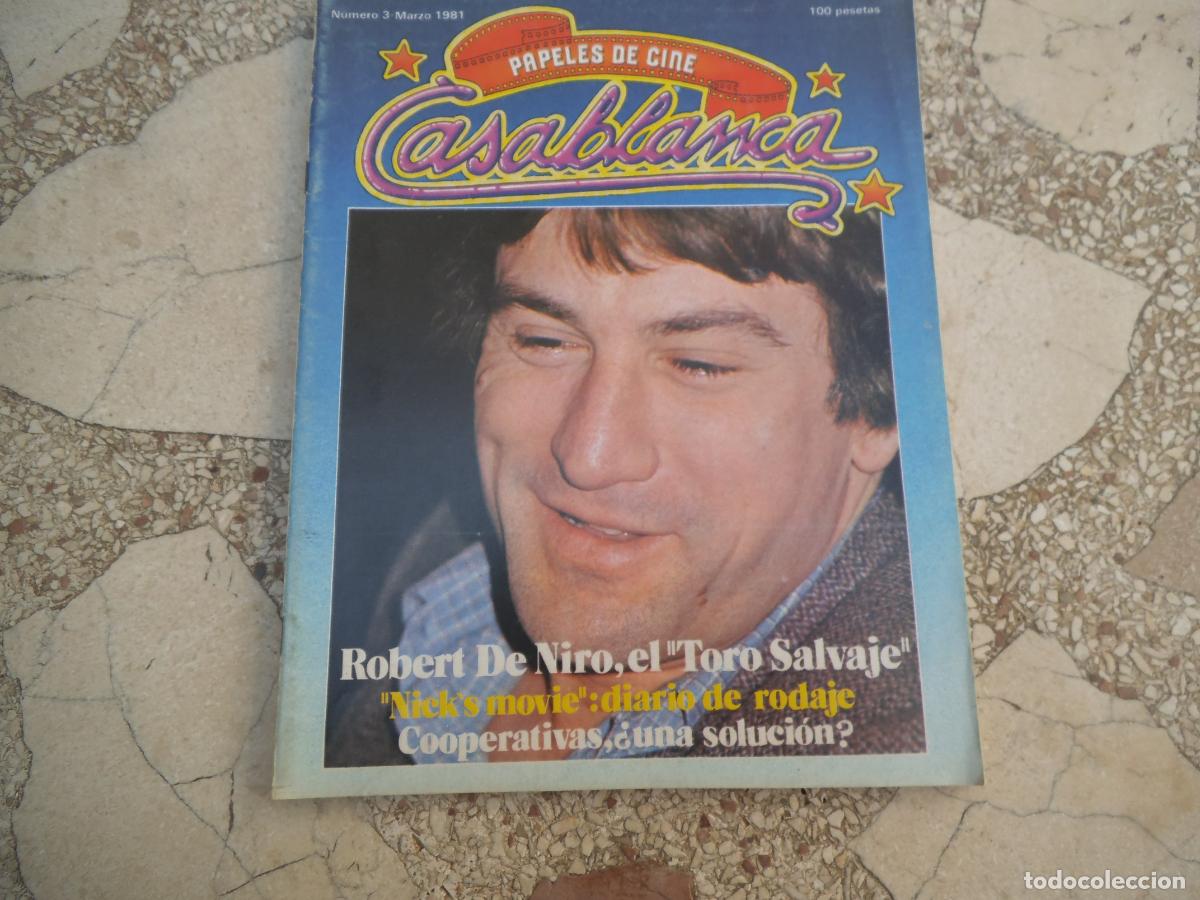 Número 3-Marzo 1981
100 pesetas
PAPELES DE CINE
Casablanca
Robert De Niro, el "Toro Salvaje"
"Nick's movie": diario de rodaje
Cooperativas, ¿una solución?
todocoleccion